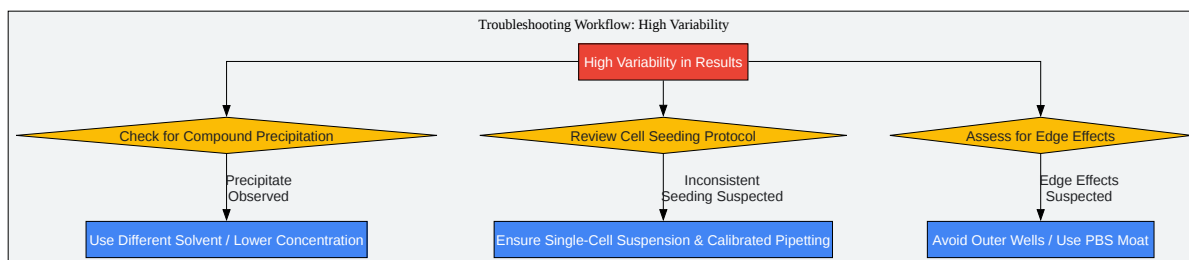 Troubleshooting Workflow: High Variability
High Variability in Results
Check for Compound Precipitation
Review Cell Seeding Protocol
Assess for Edge Effects
Precipitate
Observed
Inconsistent
Seeding Suspected
Edge Effects
Suspected
Use Different Solvent / Lower Concentration
Ensure Single-Cell Suspension & Calibrated Pipetting
Avoid Outer Wells / Use PBS Moat